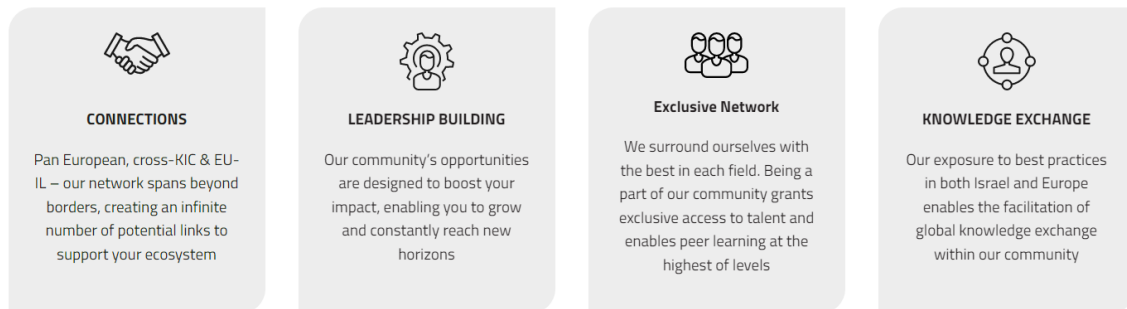 CONNECTIONS
Pan European, cross-KIC & EU-
IL – our network spans beyond
borders, creating an infinite
number of potential links to
support your ecosystem
LEADERSHIP BUILDING
Our community's opportunities
are designed to boost your
impact, enabling you to grow
and constantly reach new
horizons
Exclusive Network
We surround ourselves with
the best in each field. Being a
part of our community grants
exclusive access to talent and
enables peer learning at the
highest of levels
KNOWLEDGE EXCHANGE
Our exposure to best practices
in both Israel and Europe
enables the facilitation of
global knowledge exchange
within our community